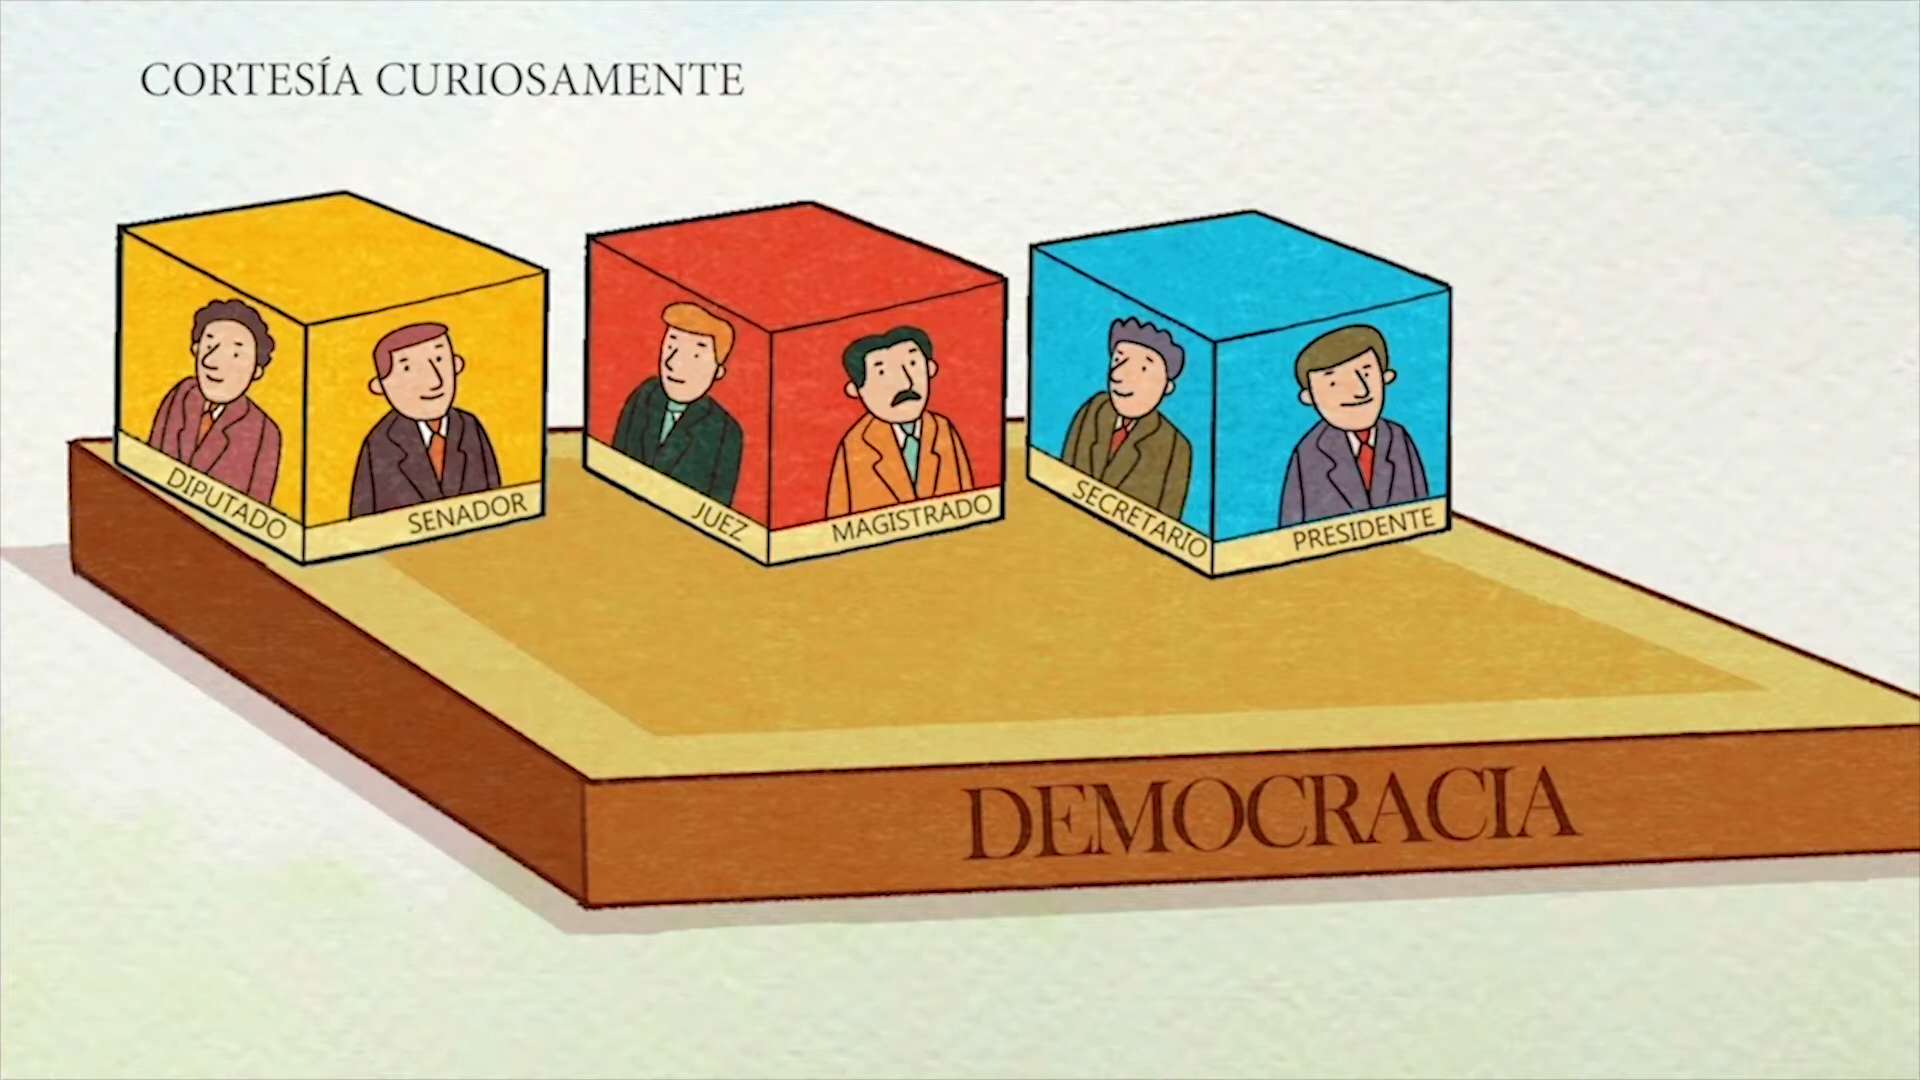 CORTESÍA CURIOSAMENTE
DIPUTADO
SENADOR
JUEZ
MAGISTRADO
SECRETARIO
PRESIDENTE
DEMOCRACIA